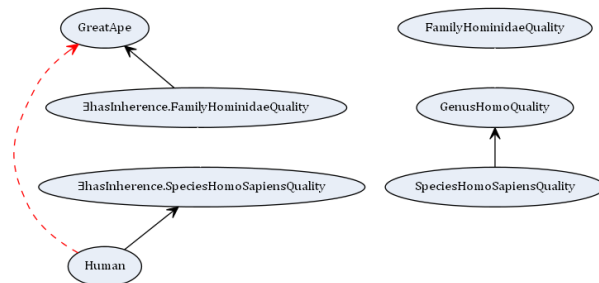 GreatApe
FamilyHominidaeQuality
∃hasInherence.FamilyHominidaeQuality
GenusHomoQuality
∃hasInherence.SpeciesHomoSapiensQuality
SpeciesHomoSapiensQuality
Human